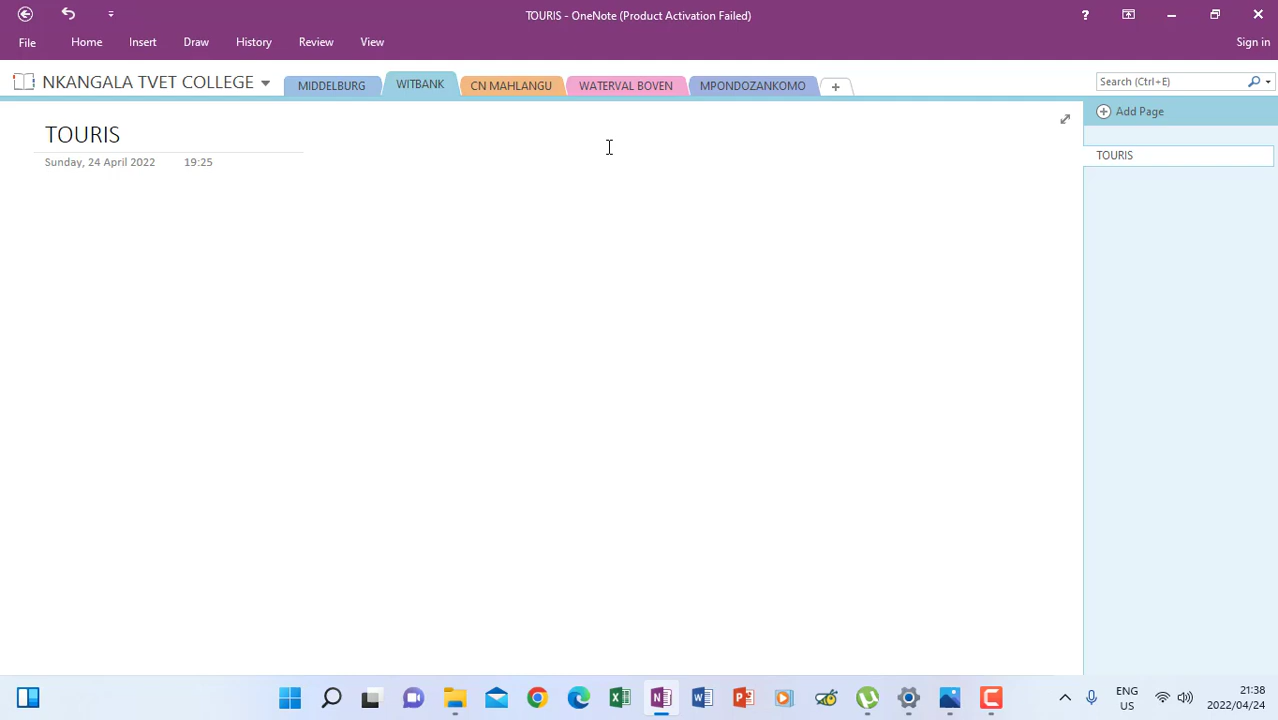 TOURIS - OneNote (Product Activation Failed)
?
File Home Insert Draw History Review View Sign in
NKANGALA TVET COLLEGE MIDDELBURG WITBANK CN MAHLANGU WATERVAL BOVEN MPONDOZANKOMO + Search (Ctrl+E)
Add Page
TOURIS
TOURIS
Sunday, 24 April 2022 19:25
ENG
US
21:38
2022/04/24